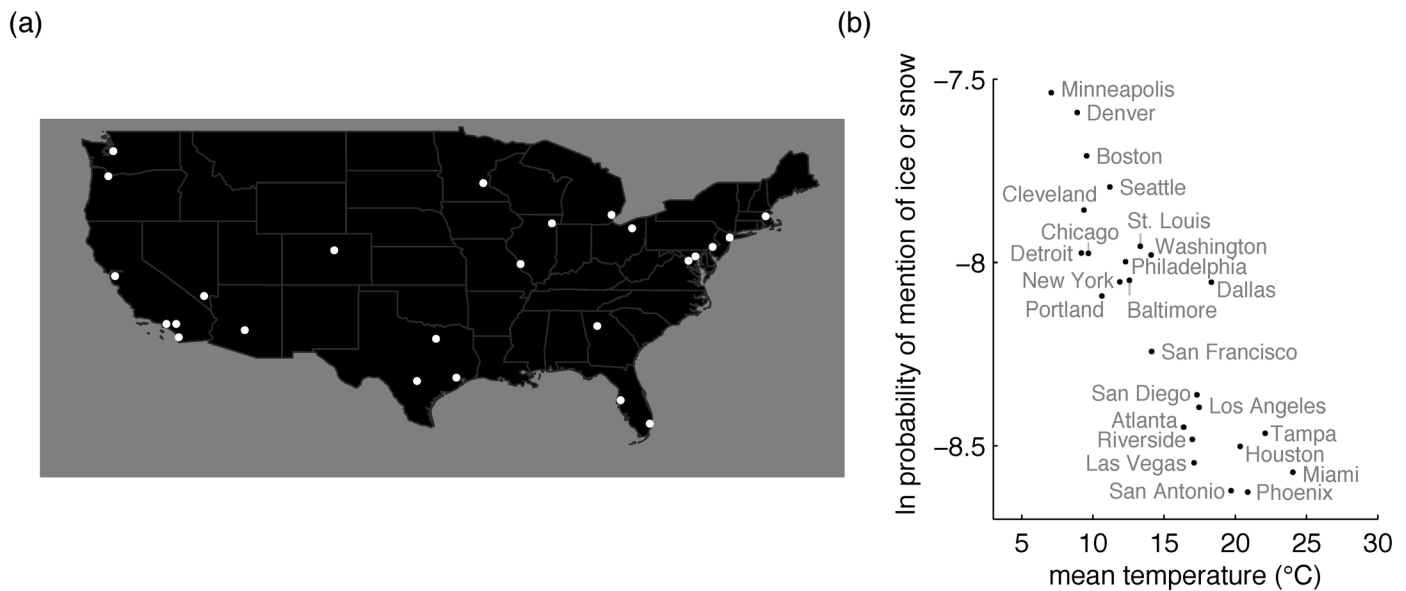 (a)
(b)
ln probability of mention of ice or snow
−7.5
−8
−8.5
Minneapolis
Denver
Boston
Seattle
Cleveland
St. Louis
Chicago
Washington
Detroit
Philadelphia
New York
Dallas
Portland
Baltimore
San Francisco
San Diego
Los Angeles
Atlanta
Tampa
Riverside
Houston
Las Vegas
Miami
San Antonio
Phoenix
5 10 15 20 25 30
mean temperature (°C)